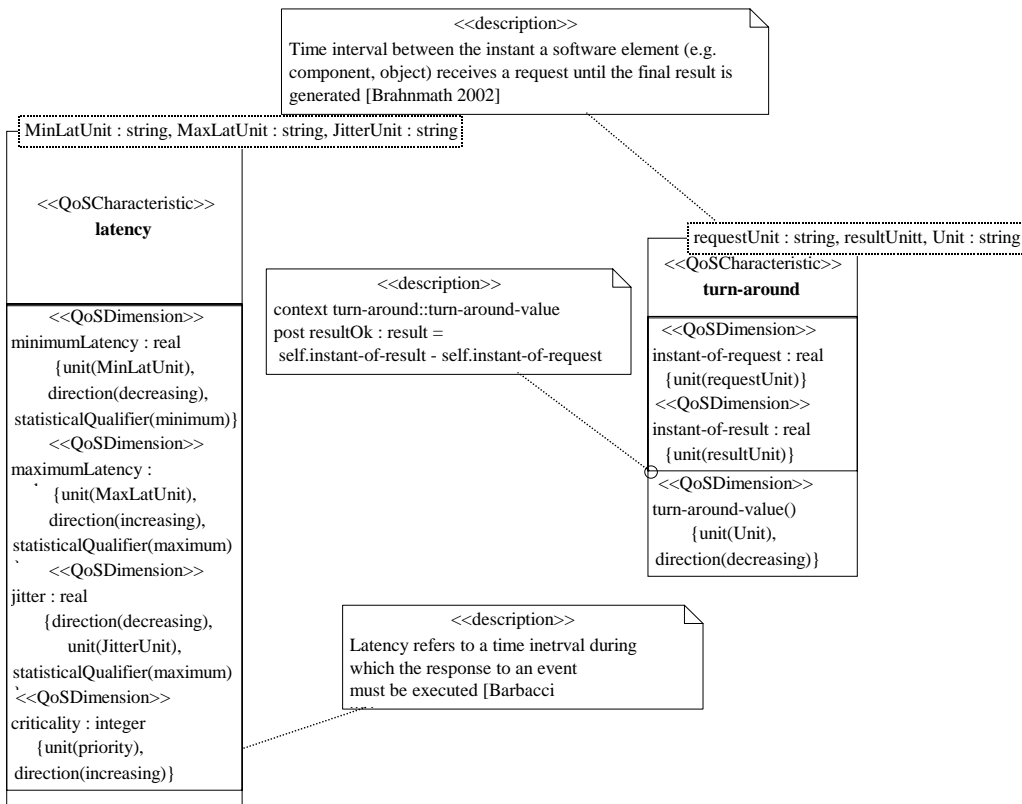 <<description>>
Time interval between the instant a software element (e.g.
component, object) receives a request until the final result is
generated [Brahnmath 2002]
MinLatUnit : string, MaxLatUnit : string, JitterUnit : string
<<QoSCharacteristic>>
latency
<<QoSDimension>>
minimumLatency : real
{unit(MinLatUnit),
direction(decreasing),
statisticalQualifier(minimum)}
<<QoSDimension>>
maximumLatency :
{unit(MaxLatUnit),
direction(increasing),
statisticalQualifier(maximum)
<<QoSDimension>>
jitter : real
{direction(decreasing),
unit(JitterUnit),
statisticalQualifier(maximum)
<<QoSDimension>>
criticality : integer
{unit(priority),
direction(increasing)}
<<description>>
context turn-around::turn-around-value
post resultOk : result =
self.instant-of-result - self.instant-of-request
requestUnit : string, resultUnitt, Unit : string
<<QoSCharacteristic>>
turn-around
<<QoSDimension>>
instant-of-request : real
{unit(requestUnit)}
<<QoSDimension>>
instant-of-result : real
{unit(resultUnit)}
<<QoSDimension>>
turn-around-value()
{unit(Unit),
direction(decreasing)}
<<description>>
Latency refers to a time inetrval during
which the response to an event
must be executed [Barbacci